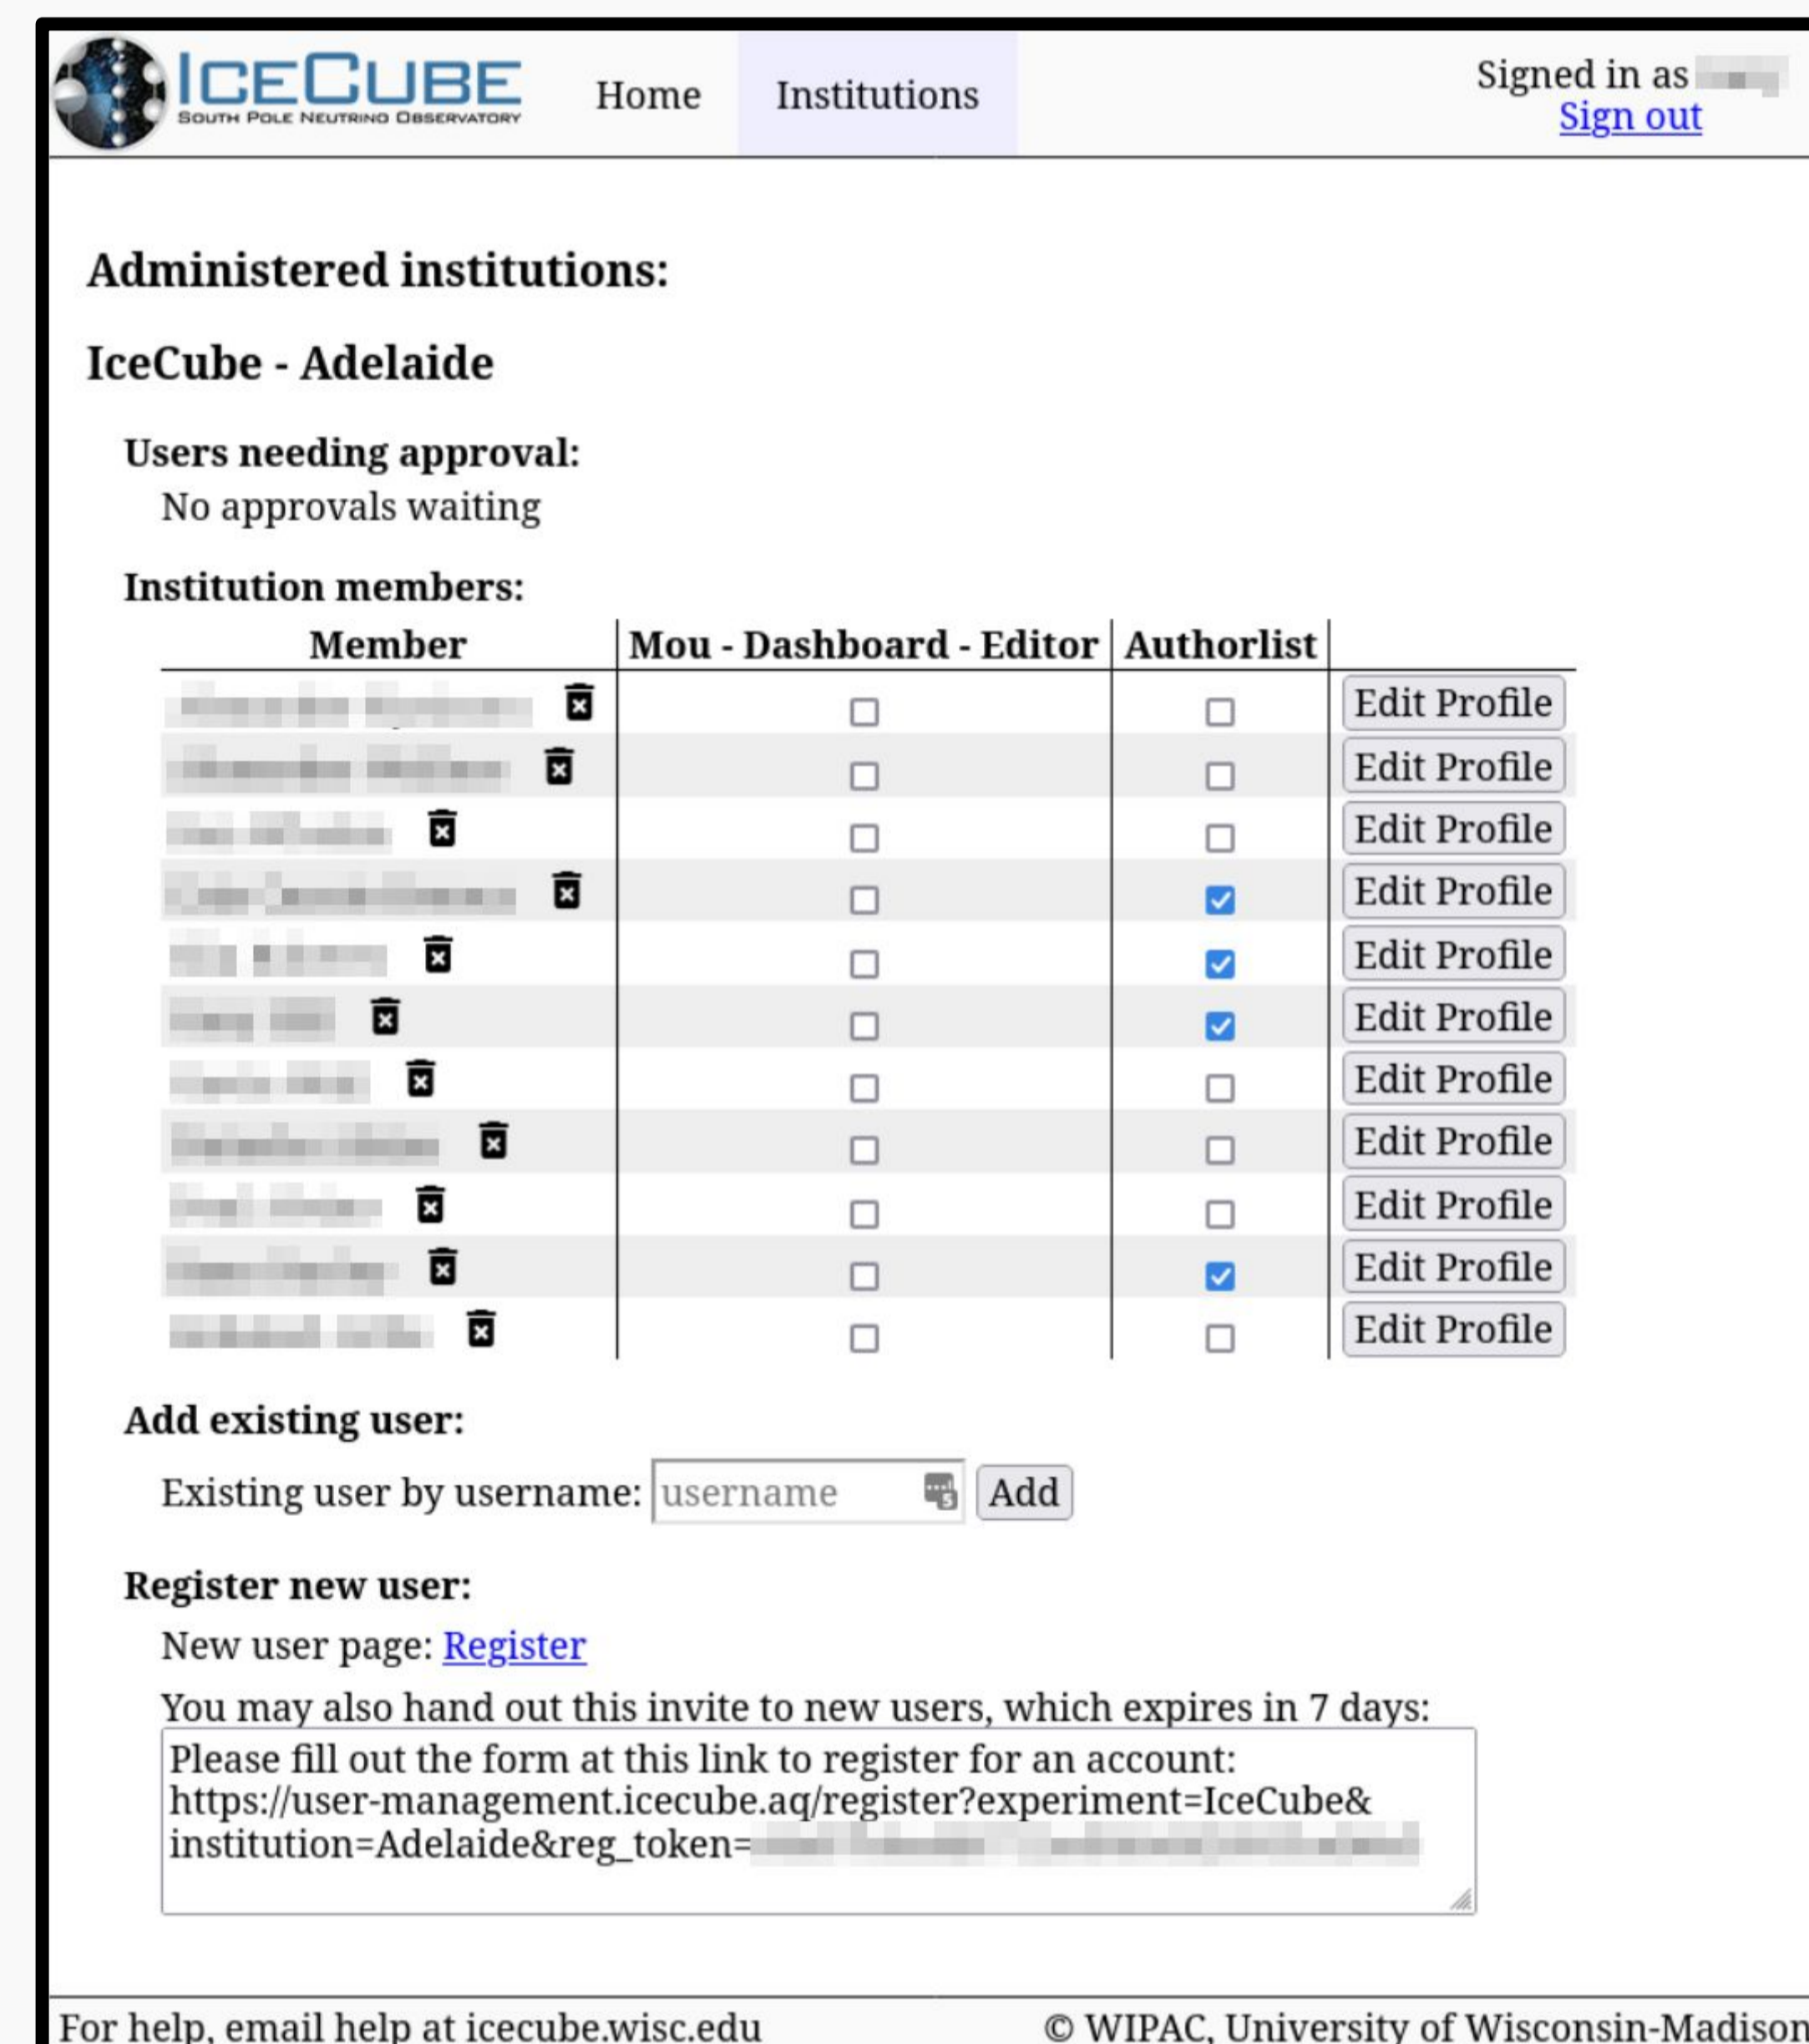 ICECUBE
SOUTH POLE NEUTRINO OBSERVATORY
Home Institutions
Signed in as
Sign out
Administered institutions:
IceCube - Adelaide
Users needing approval:
No approvals waiting
Institution members:
Member Mou - Dashboard - Editor Authorlist
Edit Profile
Edit Profile
Edit Profile
Edit Profile
Edit Profile
Edit Profile
Edit Profile
Edit Profile
Edit Profile
Edit Profile
Edit Profile
Add existing user:
Existing user by username: username 5 Add
Register new user:
New user page: Register
You may also hand out this invite to new users, which expires in 7 days:
Please fill out the form at this link to register for an account:
https://user-management.icecube.aq/register?experiment=IceCube&
institution=Adelaide&reg_token=
For help, email help at icecube.wisc.edu © WIPAC, University of Wisconsin-Madison